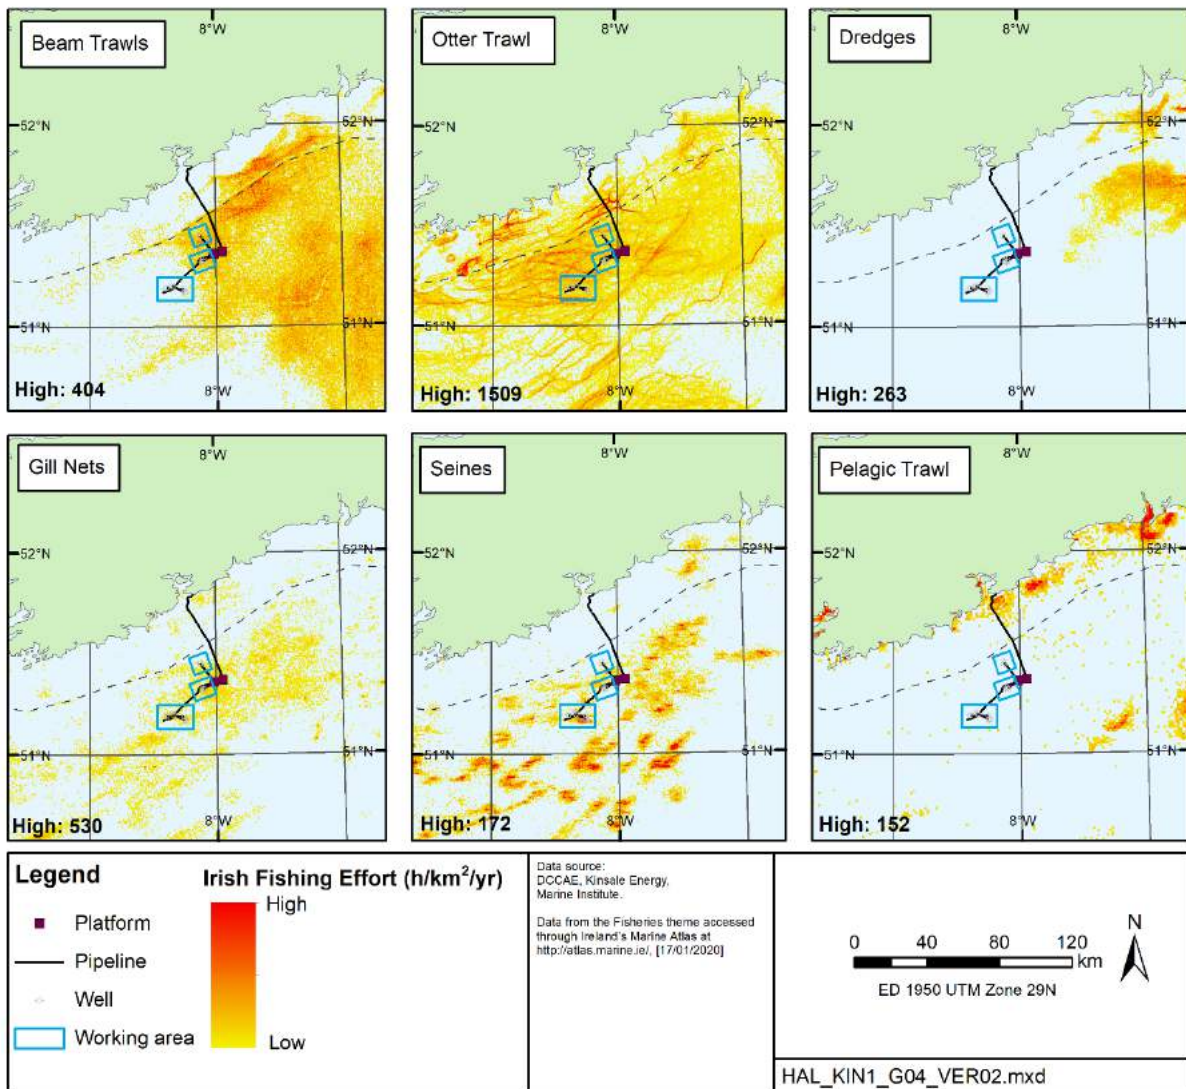 Beam Trawls
8°W
52°N
52°N
51°N
51°N
8°W
High: 404
Otter Trawl
8°W
52°N
52°N
51°N
51°N
8°W
High: 1509
Dredges
8°W
52°N
52°N
51°N
51°N
8°W
High: 263
Gill Nets
8°W
52°N
52°N
51°N
51°N
8°W
High: 530
Seines
8°W
52°N
52°N
51°N
51°N
8°W
High: 172
Pelagic Trawl
8°W
52°N
52°N
51°N
51°N
8°W
High: 152
Legend
Platform
Pipeline
Well
Working area
Irish Fishing Effort (h/km²/yr)
High
Low
Data source:
DCCAE, Kinsale Energy,
Marine Institute.
Data from the Fisheries theme accessed
through Ireland's Marine Atlas at
http://atlas.marine.ie/, [17/01/2020]
N
0 40 80 120
km
ED 1950 UTM Zone 29N
HAL_KIN1_G04_VER02.mxd